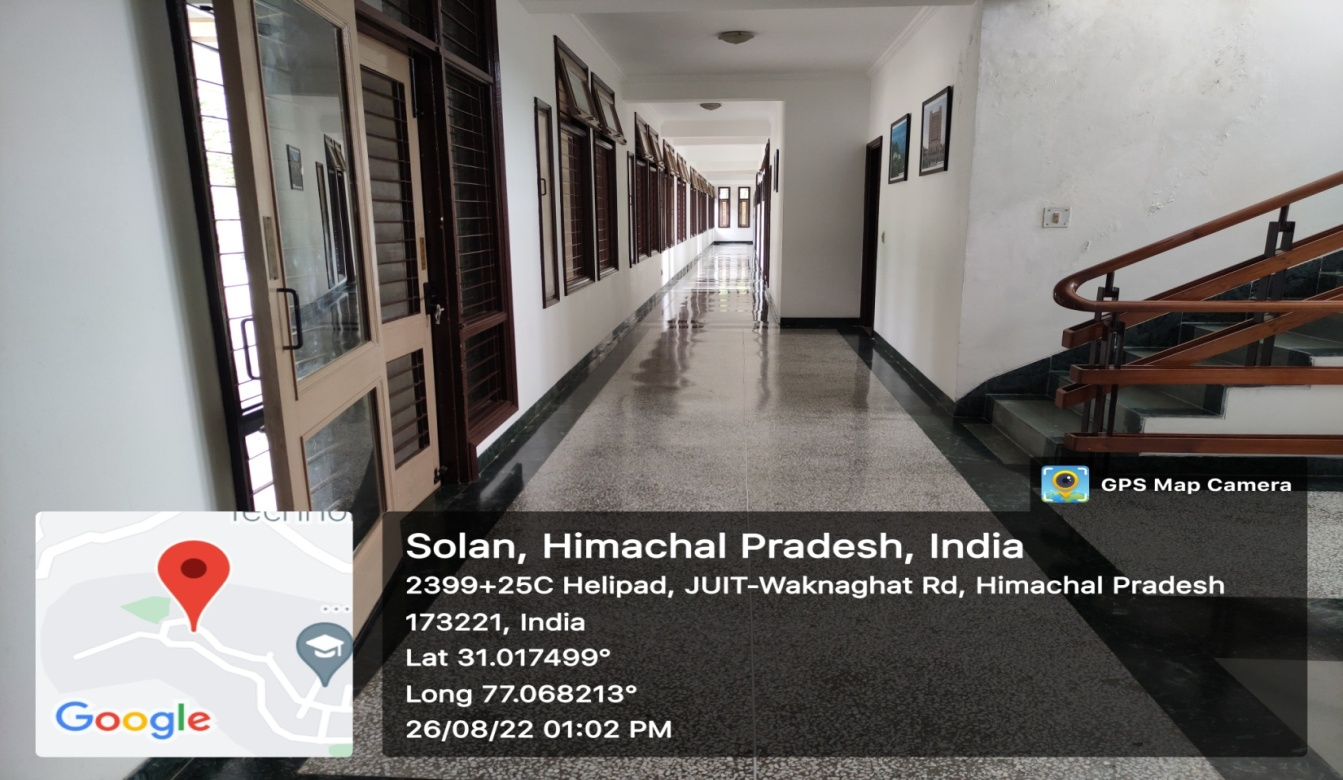 GPS Map Camera
Solan, Himachal Pradesh, India
2399+25C Helipad, JUIT-Waknaghat Rd, Himachal Pradesh
173221, India
Lat 31.017499°
Long 77.068213°
26/08/22 01:02 PM
Google